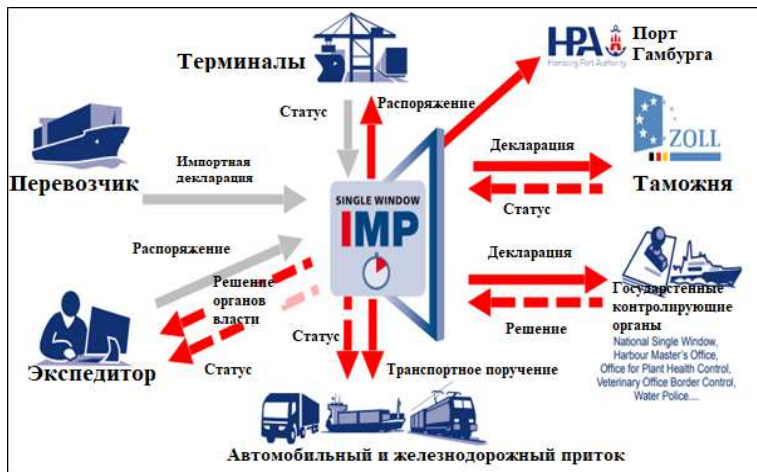 Терминалы
HPA
Hamburg Port Authority
Порт
Гамбурга
Статус
Распоряжение
ZOLL
Декларация
Таможня
Статус
Перевозчик
Импортная
декларация
SINGLE WINDOW
IMP
Распоряжение
Решение
органов
власти
Статус
Экспедитор
Декларация
Решение
Государстенные
контролирующие
органы
National Single Window,
Harbour Master's Office,
Office for Plant Health Control,
Veterinary Office Border Control,
Water Police....
Статус
Транспортное поручение
Автомобильный и железнодорожный приток